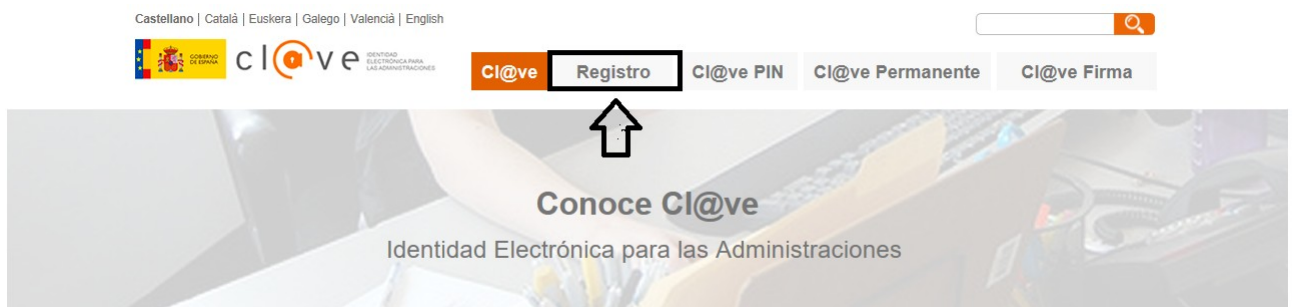 Castellano | Català | Euskera | Galego | Valencià | English
GOBIERNO
DE ESPAÑA
cl@ve
IDENTIDAD
ELECTRÓNICA PARA
LAS ADMINISTRACIONES
Cl@ve Registro Cl@ve PIN Cl@ve Permanente Cl@ve Firma
Conoce Cl@ve
Identidad Electrónica para las Administraciones